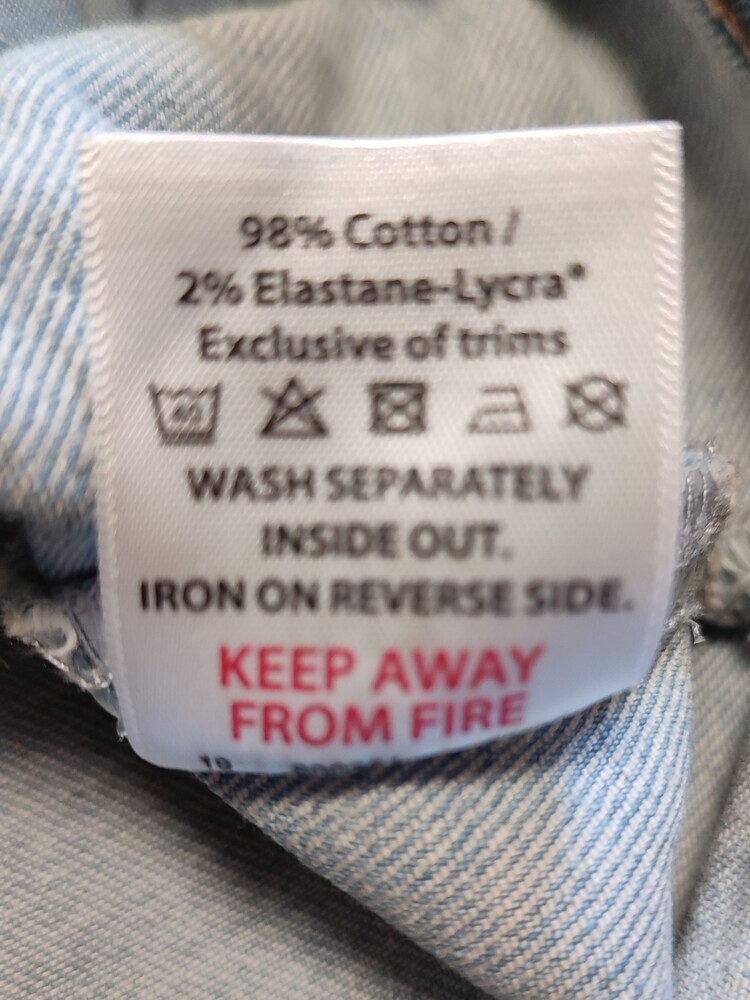 98% Cotton /
2% Elastane-Lycra®
Exclusive of trims
40
WASH SEPARATELY
INSIDE OUT.
IRON ON REVERSE SIDE.
KEEP AWAY
FROM FIRE